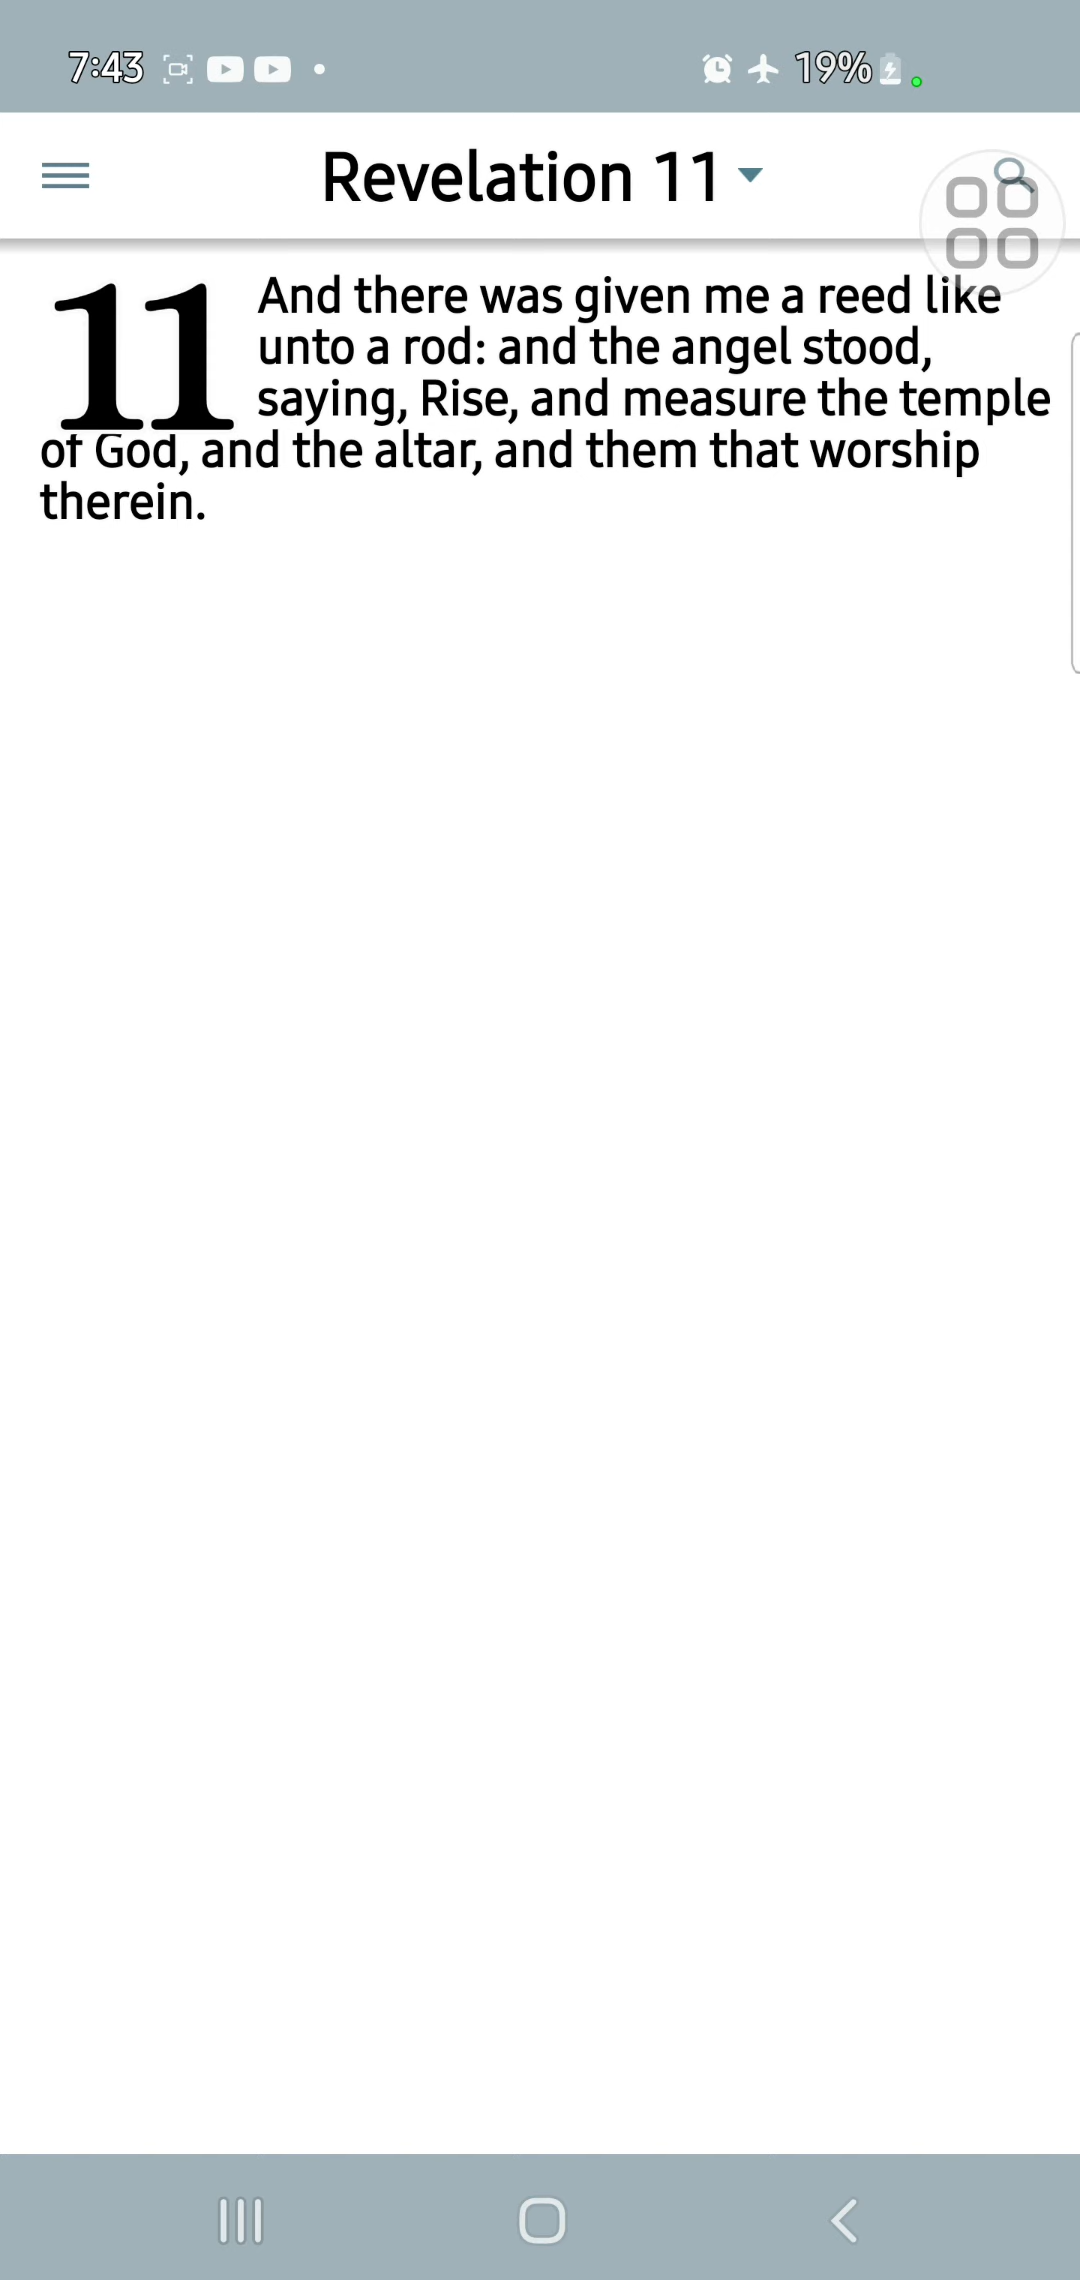 7:43
19%
Revelation 11
11 And there was given me a reed like
unto a rod: and the angel stood,
saying, Rise, and measure the temple
of God, and the altar, and them that worship
therein.